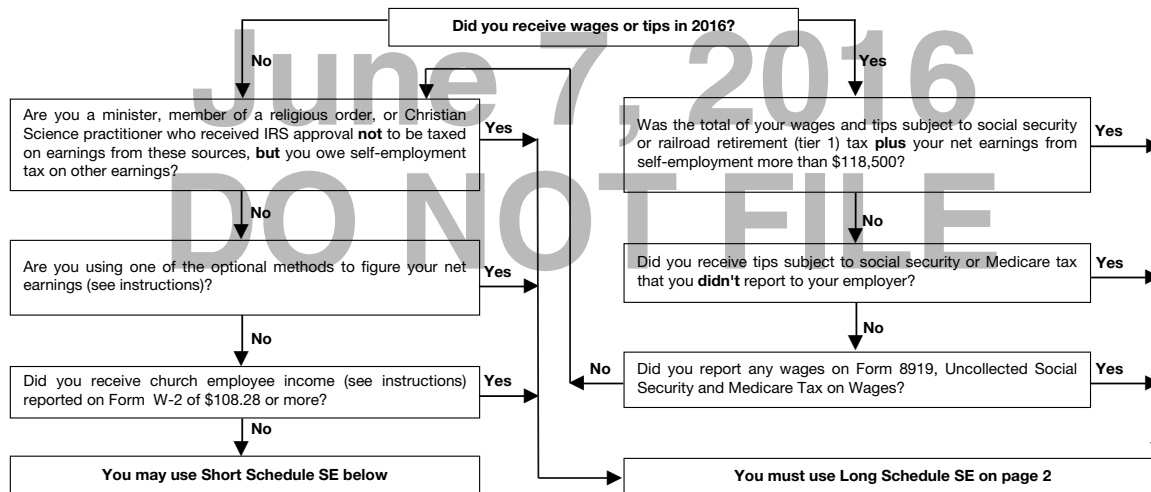 Did you receive wages or tips in 2016?
June 7, 2016
DO NOT FILE
No
Yes
Are you a minister, member of a religious order, or Christian
Science practitioner who received IRS approval not to be taxed
on earnings from these sources, but you owe self-employment
tax on other earnings?
Yes
Was the total of your wages and tips subject to social security
or railroad retirement (tier 1) tax plus your net earnings from
self-employment more than $118,500?
Yes
No
No
Are you using one of the optional methods to figure your net
earnings (see instructions)?
Yes
Did you receive tips subject to social security or Medicare tax
that you didn't report to your employer?
Yes
No
No
Did you receive church employee income (see instructions)
reported on Form W-2 of $108.28 or more?
Yes
No
Did you report any wages on Form 8919, Uncollected Social
Security and Medicare Tax on Wages?
Yes
No
You may use Short Schedule SE below
You must use Long Schedule SE on page 2